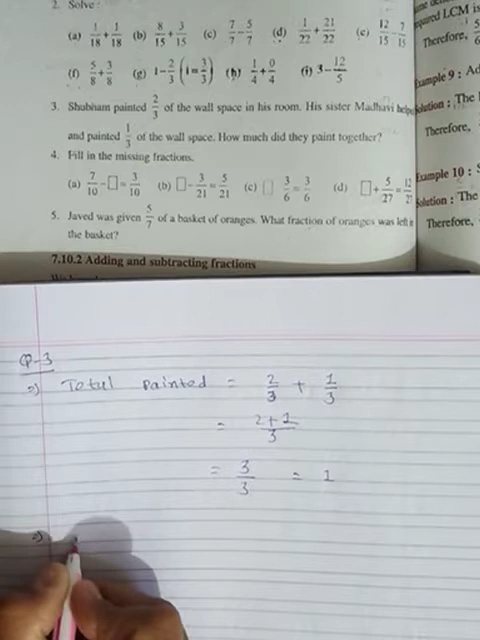 2. Solve :
(a) 1/18 + 1/18 (b) 8/15 + 3/15 (c) 7/7 - 5/7 (d) 1/22 + 21/22 (e) 12/15 - 7/15
(f) 5/8 + 3/8 (g) 1 - 2/3 (1 = 3/3) (h) 1/4 + 0/4 (i) 3 - 12/5
3. Shubham painted 2/3 of the wall space in his room. His sister Madhavi helped
and painted 1/3 of the wall space. How much did they paint together?
4. Fill in the missing fractions.
(a) 7/10 - □ = 3/10 (b) □ - 3/21 = 5/21 (c) □ 3/6 = 3/6 (d) □ + 5/27 = 12/27
5. Javed was given 5/7 of a basket of oranges. What fraction of oranges was left in
the basket?
7.10.2 Adding and subtracting fractions
LCM is
Therefore,
Example 9 : Ad
Solution : The
Therefore,
Example 10 : S
Solution : The
Therefore,
Q-3
⇒) Total painted = 2/3 + 1/3
= 2+1/3
= 3/3 = 1
⇒)